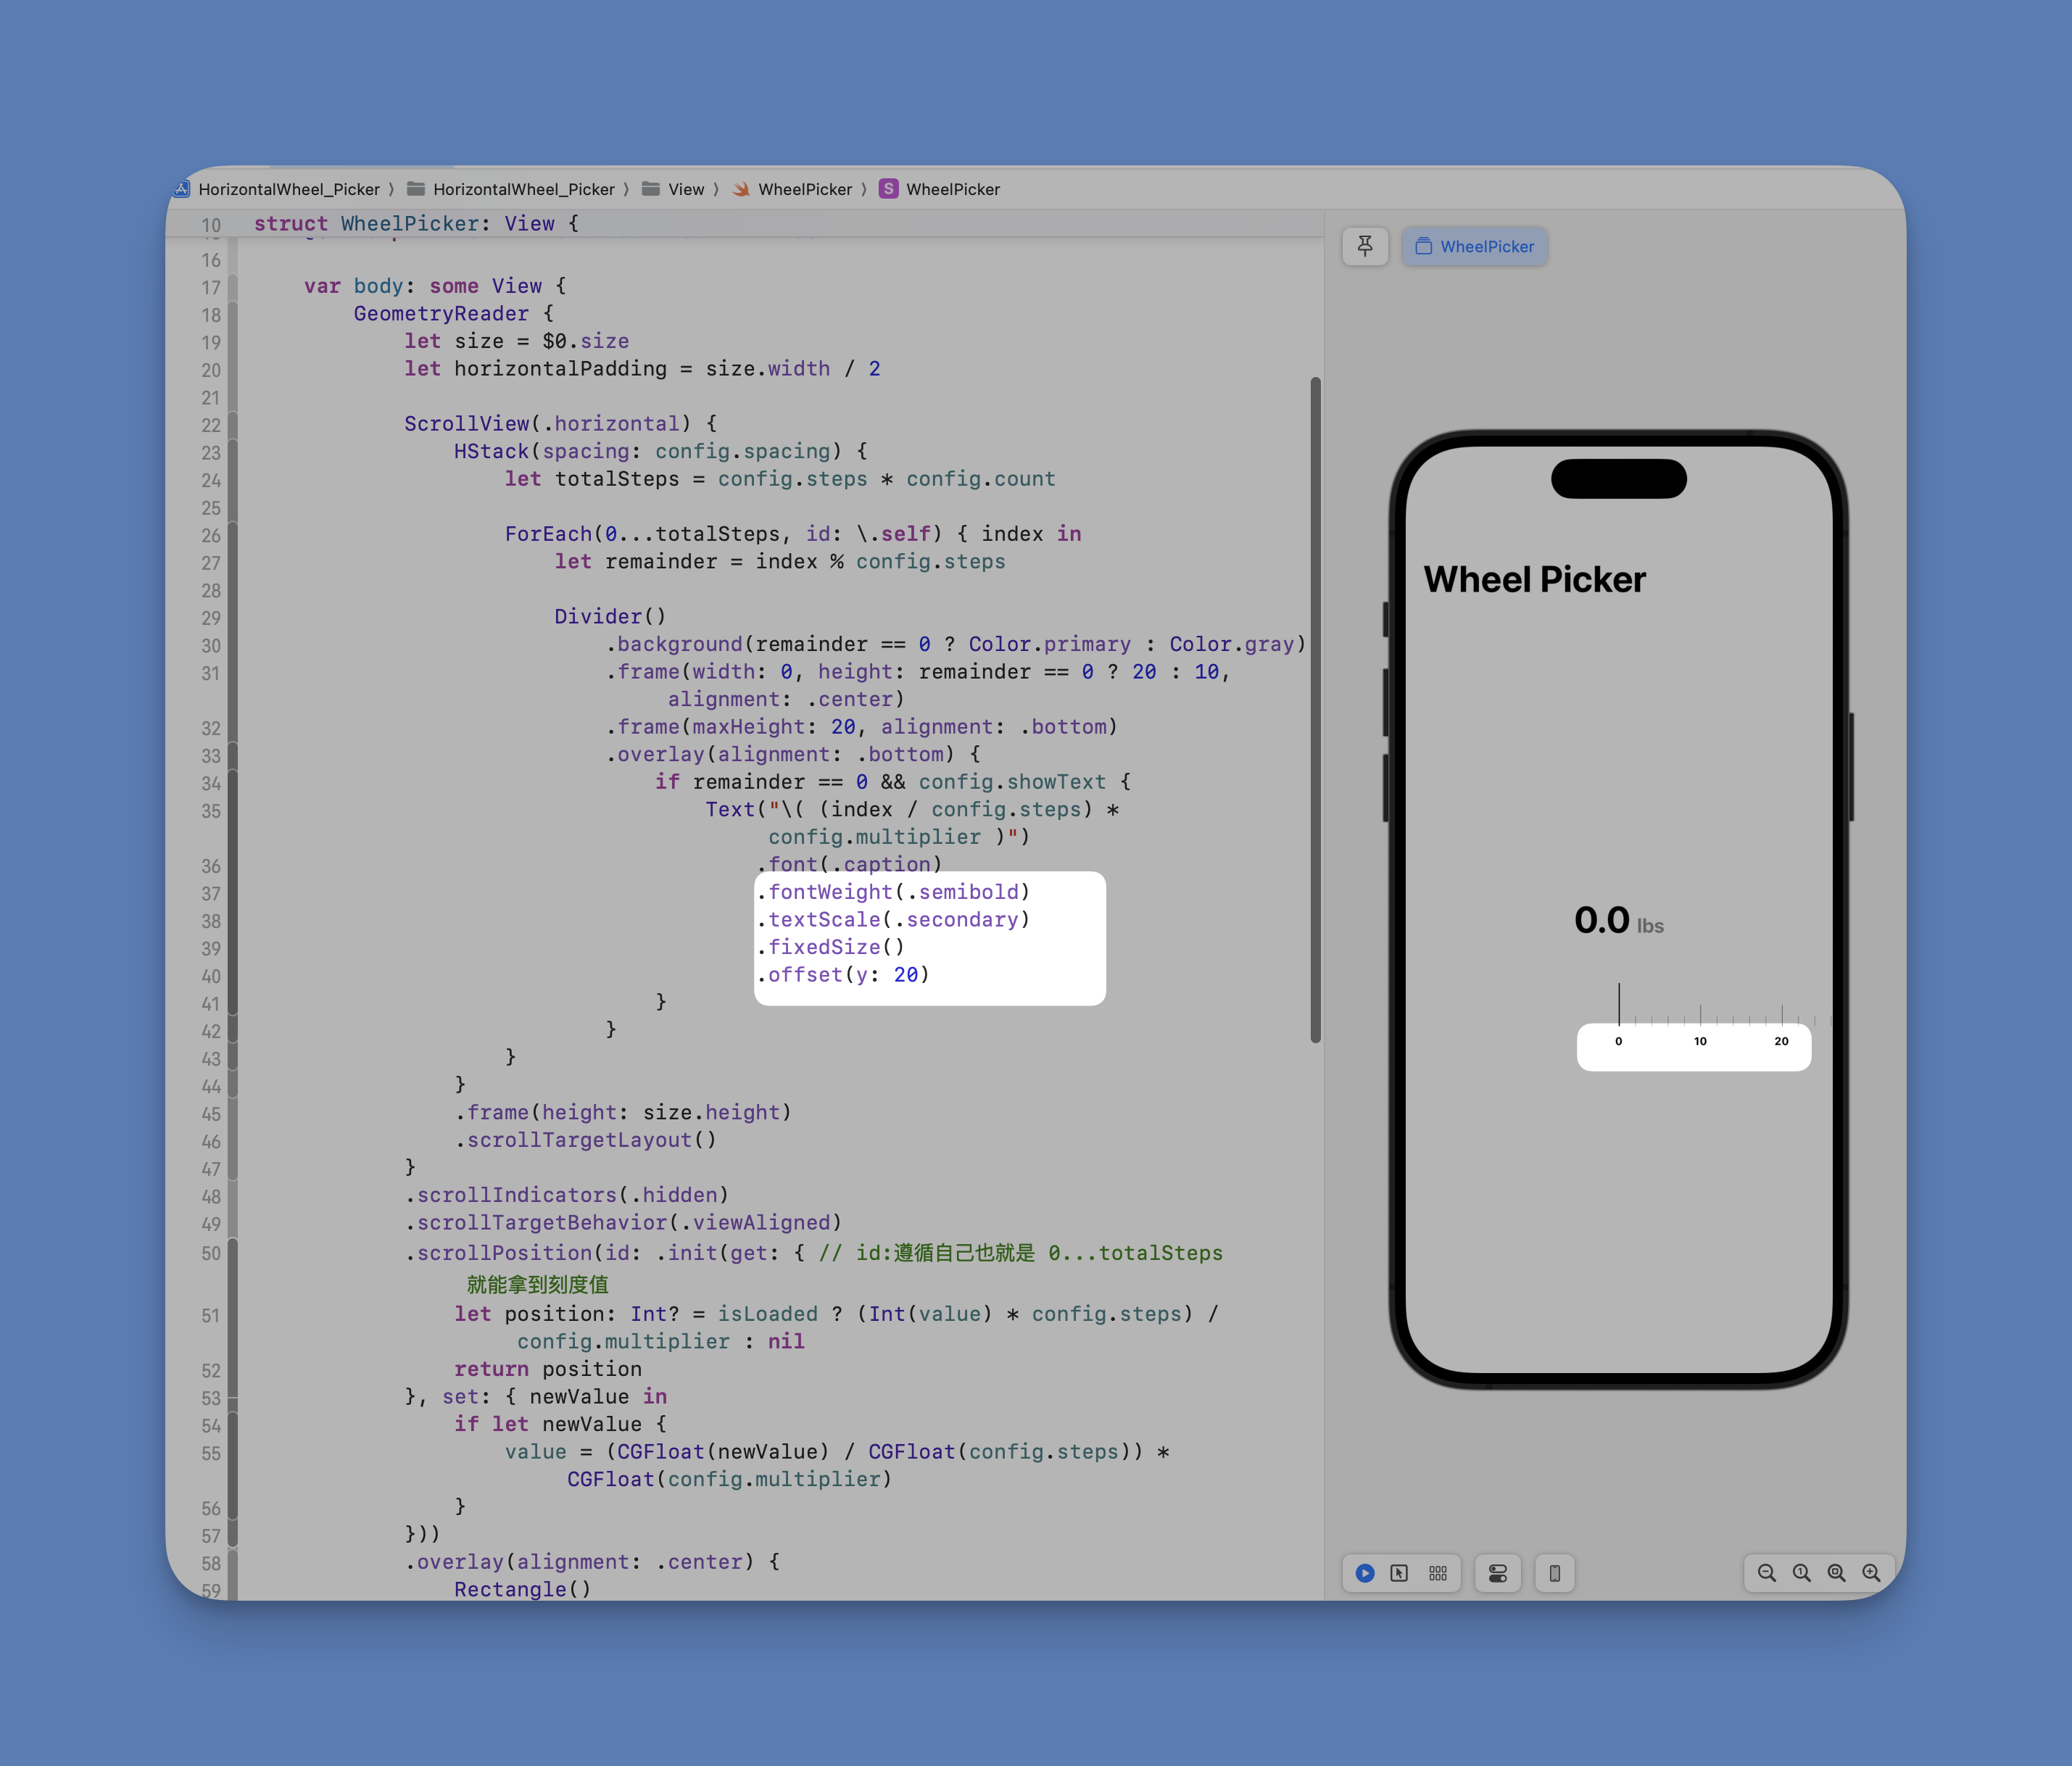 HorizontalWheel_Picker 〉 HorizontalWheel_Picker 〉 View 〉 WheelPicker 〉 S WheelPicker
10 struct WheelPicker: View {
16
17 var body: some View {
18 GeometryReader {
19 let size = $0.size
20 let horizontalPadding = size.width / 2
21
22 ScrollView(.horizontal) {
23 HStack(spacing: config.spacing) {
24 let totalSteps = config.steps * config.count
25
26 ForEach(0...totalSteps, id: \.self) { index in
27 let remainder = index % config.steps
28
29 Divider()
30 .background(remainder == 0 ? Color.primary : Color.gray)
31 .frame(width: 0, height: remainder == 0 ? 20 : 10,
alignment: .center)
32 .frame(maxHeight: 20, alignment: .bottom)
33 .overlay(alignment: .bottom) {
34 if remainder == 0 && config.showText {
35 Text("\( (index / config.steps) *
config.multiplier )")
36 .font(.caption)
37 .fontWeight(.semibold)
38 .textScale(.secondary)
39 .fixedSize()
40 .offset(y: 20)
41 }
42 }
43 }
44 }
45 .frame(height: size.height)
46 .scrollTargetLayout()
47 }
48 .scrollIndicators(.hidden)
49 .scrollTargetBehavior(.viewAligned)
50 .scrollPosition(id: .init(get: { // id:遵循自己也就是 0...totalSteps
就能拿到刻度值
51 let position: Int? = isLoaded ? (Int(value) * config.steps) /
config.multiplier : nil
52 return position
53 }, set: { newValue in
54 if let newValue {
55 value = (CGFloat(newValue) / CGFloat(config.steps)) *
CGFloat(config.multiplier)
56 }
57 }))
58 .overlay(alignment: .center) {
59 Rectangle()
WheelPicker
Wheel Picker
0.0 lbs
0 10 20